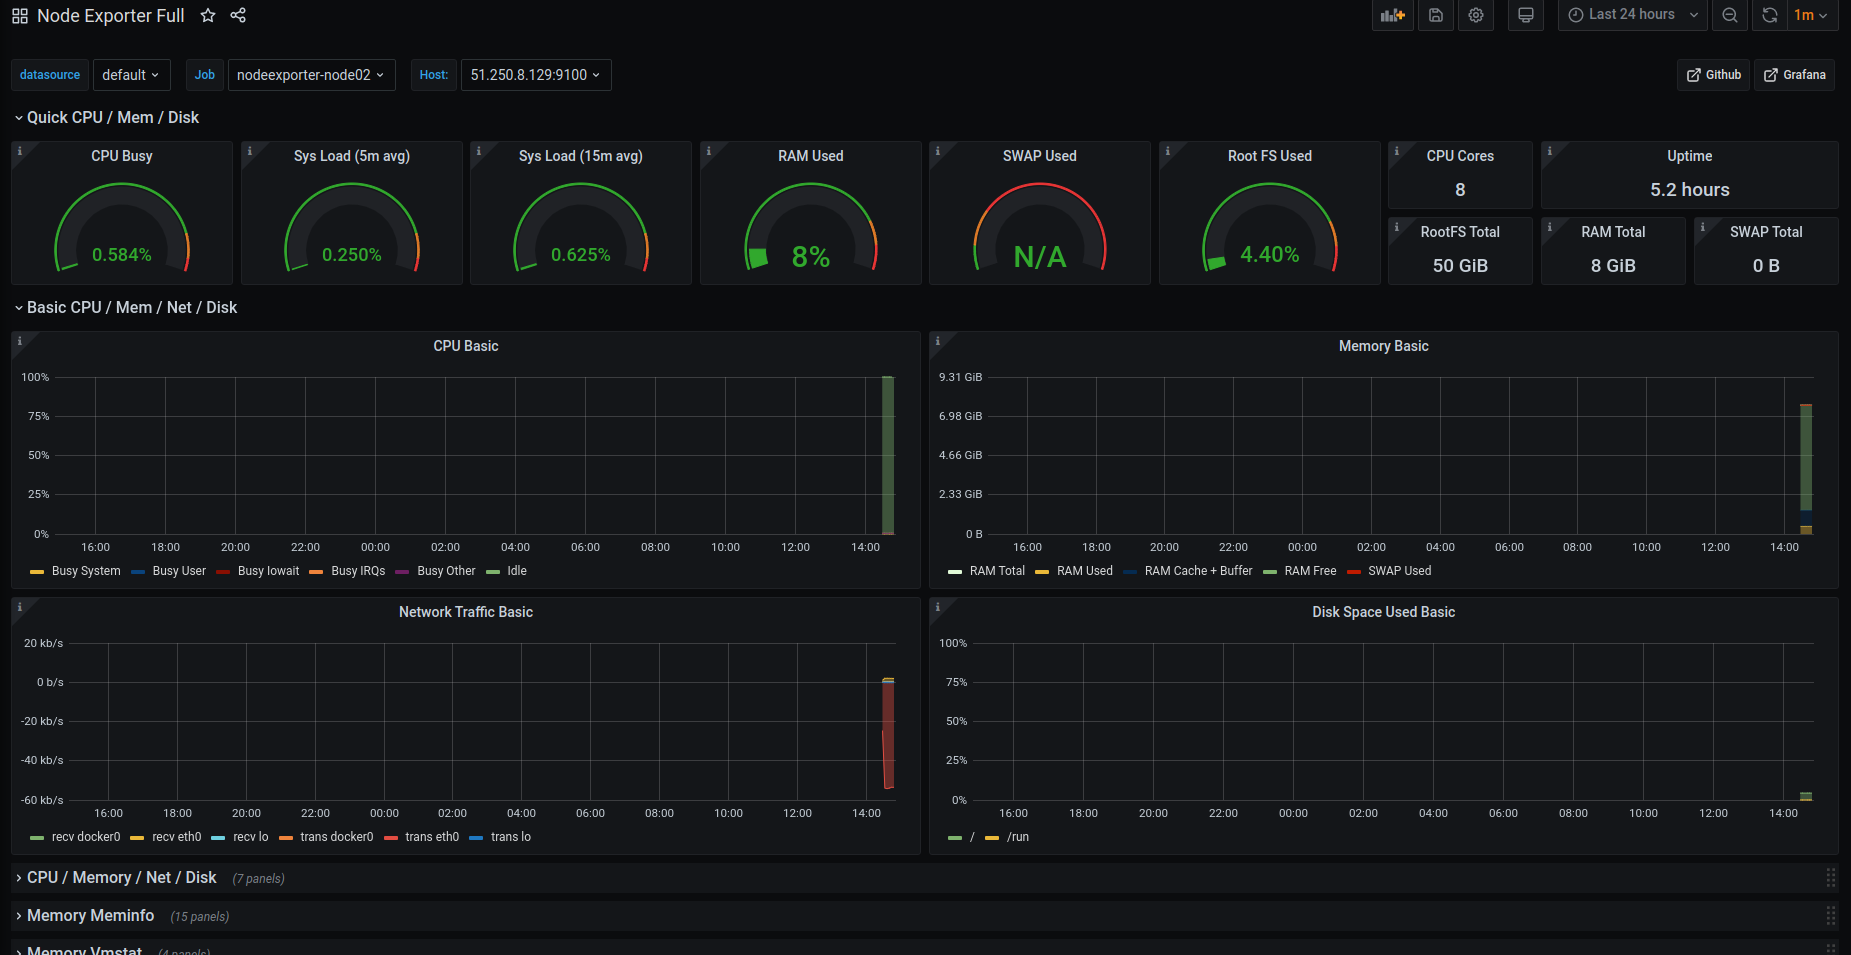 Node Exporter Full
Last 24 hours
1m
datasource default Job nodeexporter-node02 Host: 51.250.8.129:9100
Github Grafana
Quick CPU / Mem / Disk
CPU Busy
0.584%
Sys Load (5m avg)
0.250%
Sys Load (15m avg)
0.625%
RAM Used
8%
SWAP Used
N/A
Root FS Used
4.40%
CPU Cores
8
Uptime
5.2 hours
RootFS Total
50 GiB
RAM Total
8 GiB
SWAP Total
0 B
Basic CPU / Mem / Net / Disk
CPU Basic
100%
75%
50%
25%
0%
16:00 18:00 20:00 22:00 00:00 02:00 04:00 06:00 08:00 10:00 12:00 14:00
Busy System Busy User Busy Iowait Busy IRQs Busy Other Idle
Memory Basic
9.31 GiB
6.98 GiB
4.66 GiB
2.33 GiB
0 B
16:00 18:00 20:00 22:00 00:00 02:00 04:00 06:00 08:00 10:00 12:00 14:00
RAM Total RAM Used RAM Cache + Buffer RAM Free SWAP Used
Network Traffic Basic
20 kb/s
0 b/s
-20 kb/s
-40 kb/s
-60 kb/s
16:00 18:00 20:00 22:00 00:00 02:00 04:00 06:00 08:00 10:00 12:00 14:00
recv docker0 recv eth0 recv lo trans docker0 trans eth0 trans lo
Disk Space Used Basic
100%
75%
50%
25%
0%
16:00 18:00 20:00 22:00 00:00 02:00 04:00 06:00 08:00 10:00 12:00 14:00
/ /run
CPU / Memory / Net / Disk (7 panels)
Memory Meminfo (15 panels)
Memory Vmstat (4 panels)